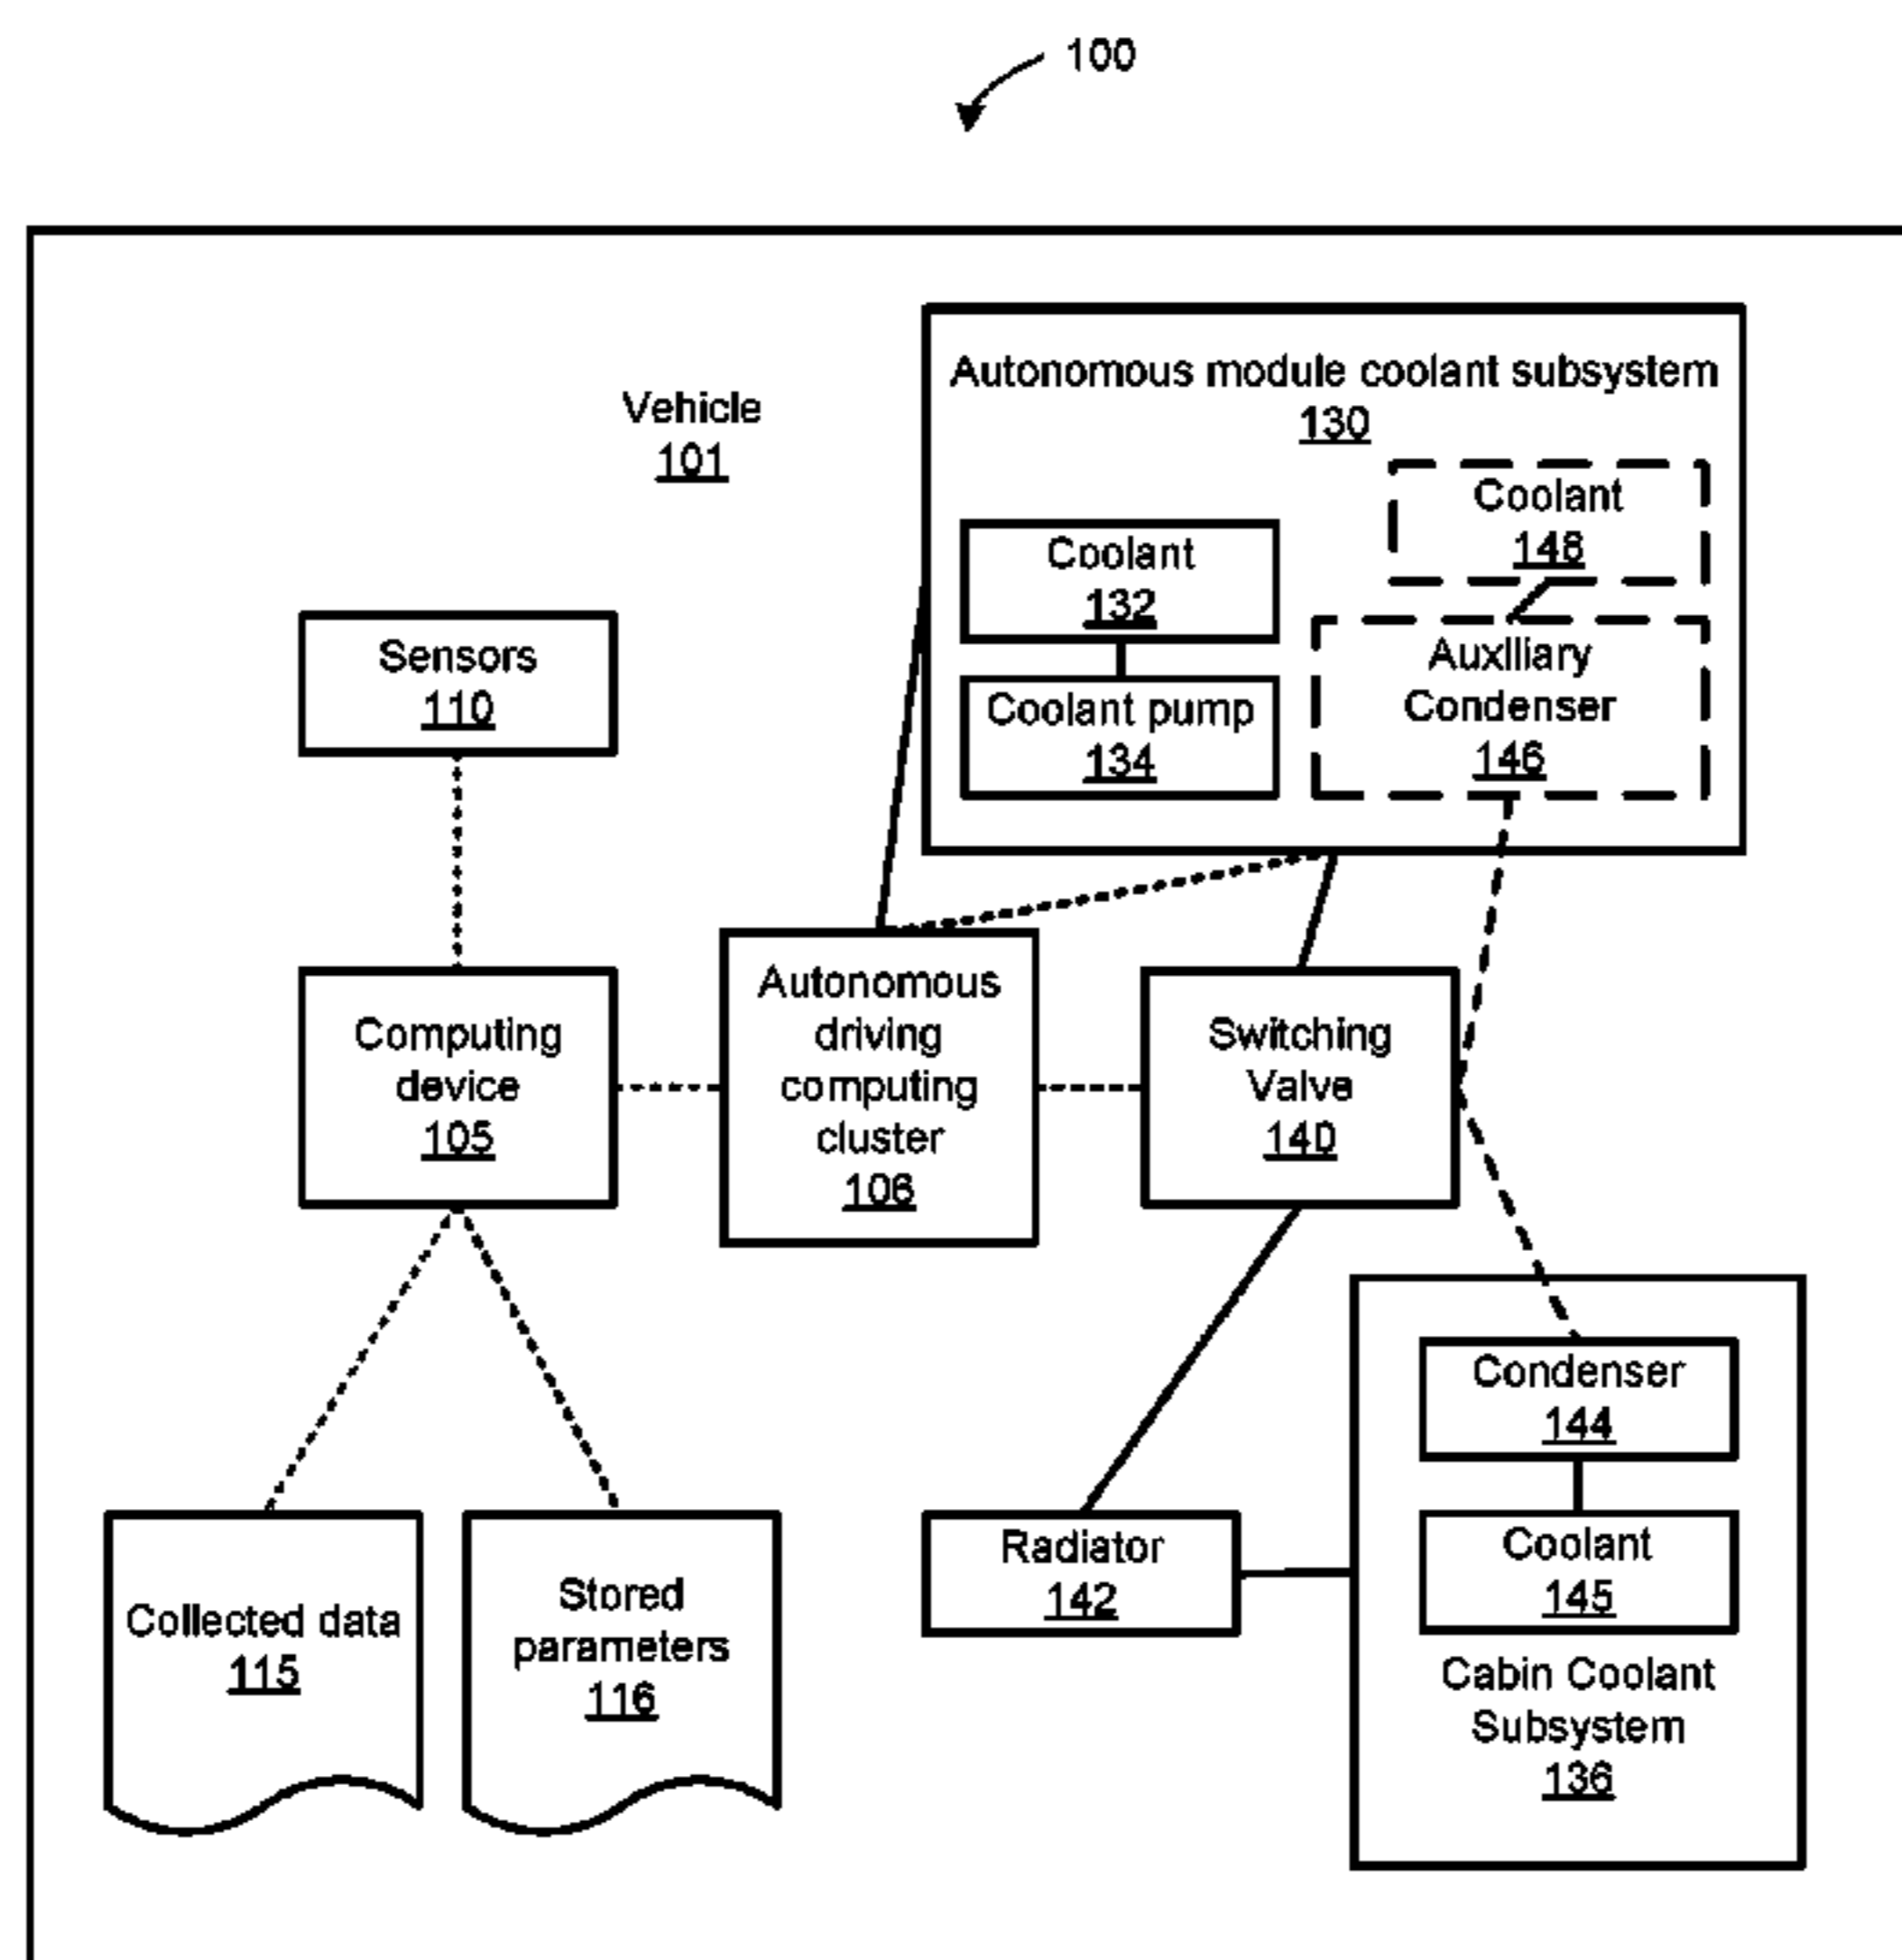 100
Vehicle
101
Autonomous module coolant subsystem
130
Coolant
148
Coolant
132
Auxiliary
Condenser
146
Coolant pump
134
Sensors
110
Computing
device
105
Autonomous
driving
computing
cluster
106
Switching
Valve
140
Condenser
144
Coolant
145
Cabin Coolant
Subsystem
136
Radiator
142
Collected data
115
Stored
parameters
116